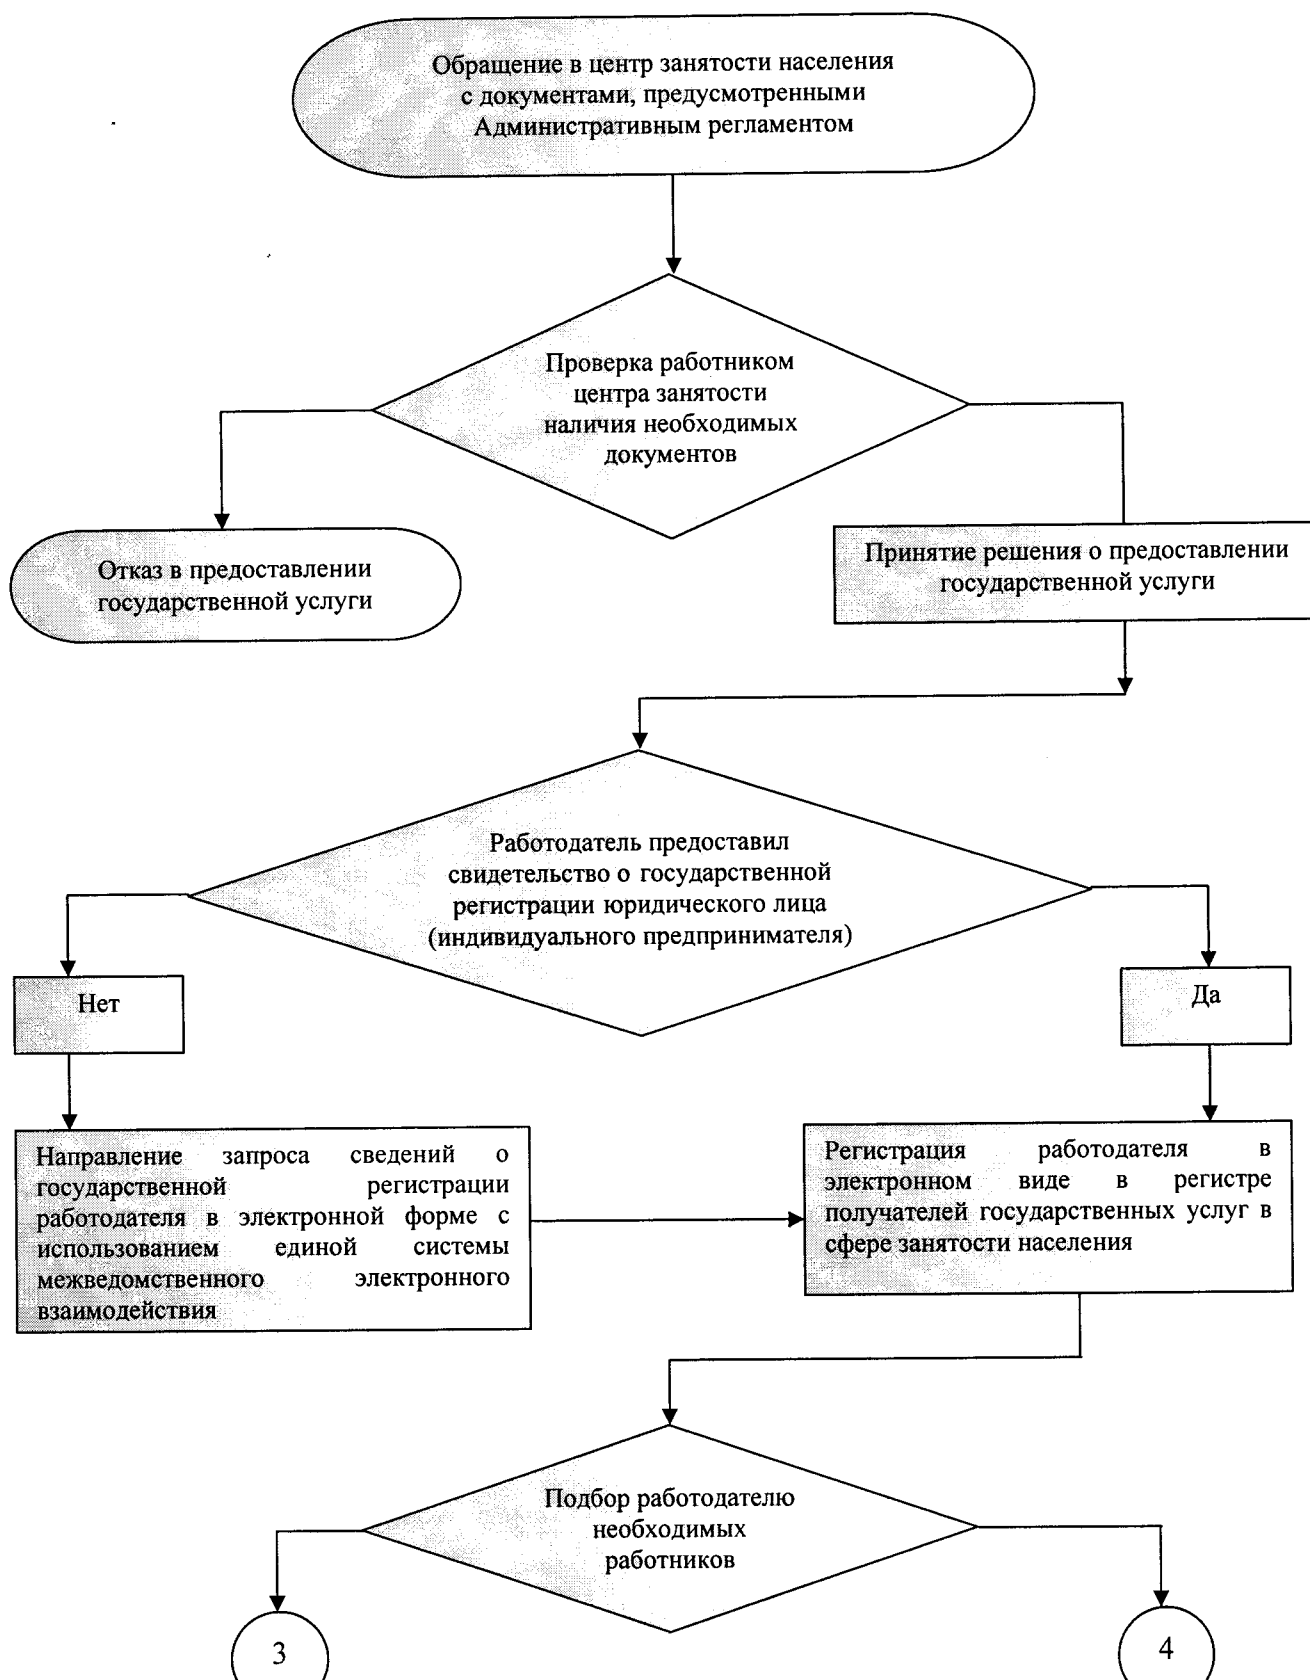 Обращение в центр занятости населения
с документами, предусмотренными
Административным регламентом
Проверка работником
центра занятости
наличия необходимых
документов
Отказ в предоставлении
государственной услуги
Принятие решения о предоставлении
государственной услуги
Работодатель предоставил
свидетельство о государственной
регистрации юридического лица
(индивидуального предпринимателя)
Нет
Да
Направление запроса сведений о
государственной регистрации
работодателя в электронной форме с
использованием единой системы
межведомственного электронного
взаимодействия
Регистрация работодателя в
электронном виде в регистре
получателей государственных услуг в
сфере занятости населения
Подбор работодателю
необходимых
работников
3
4